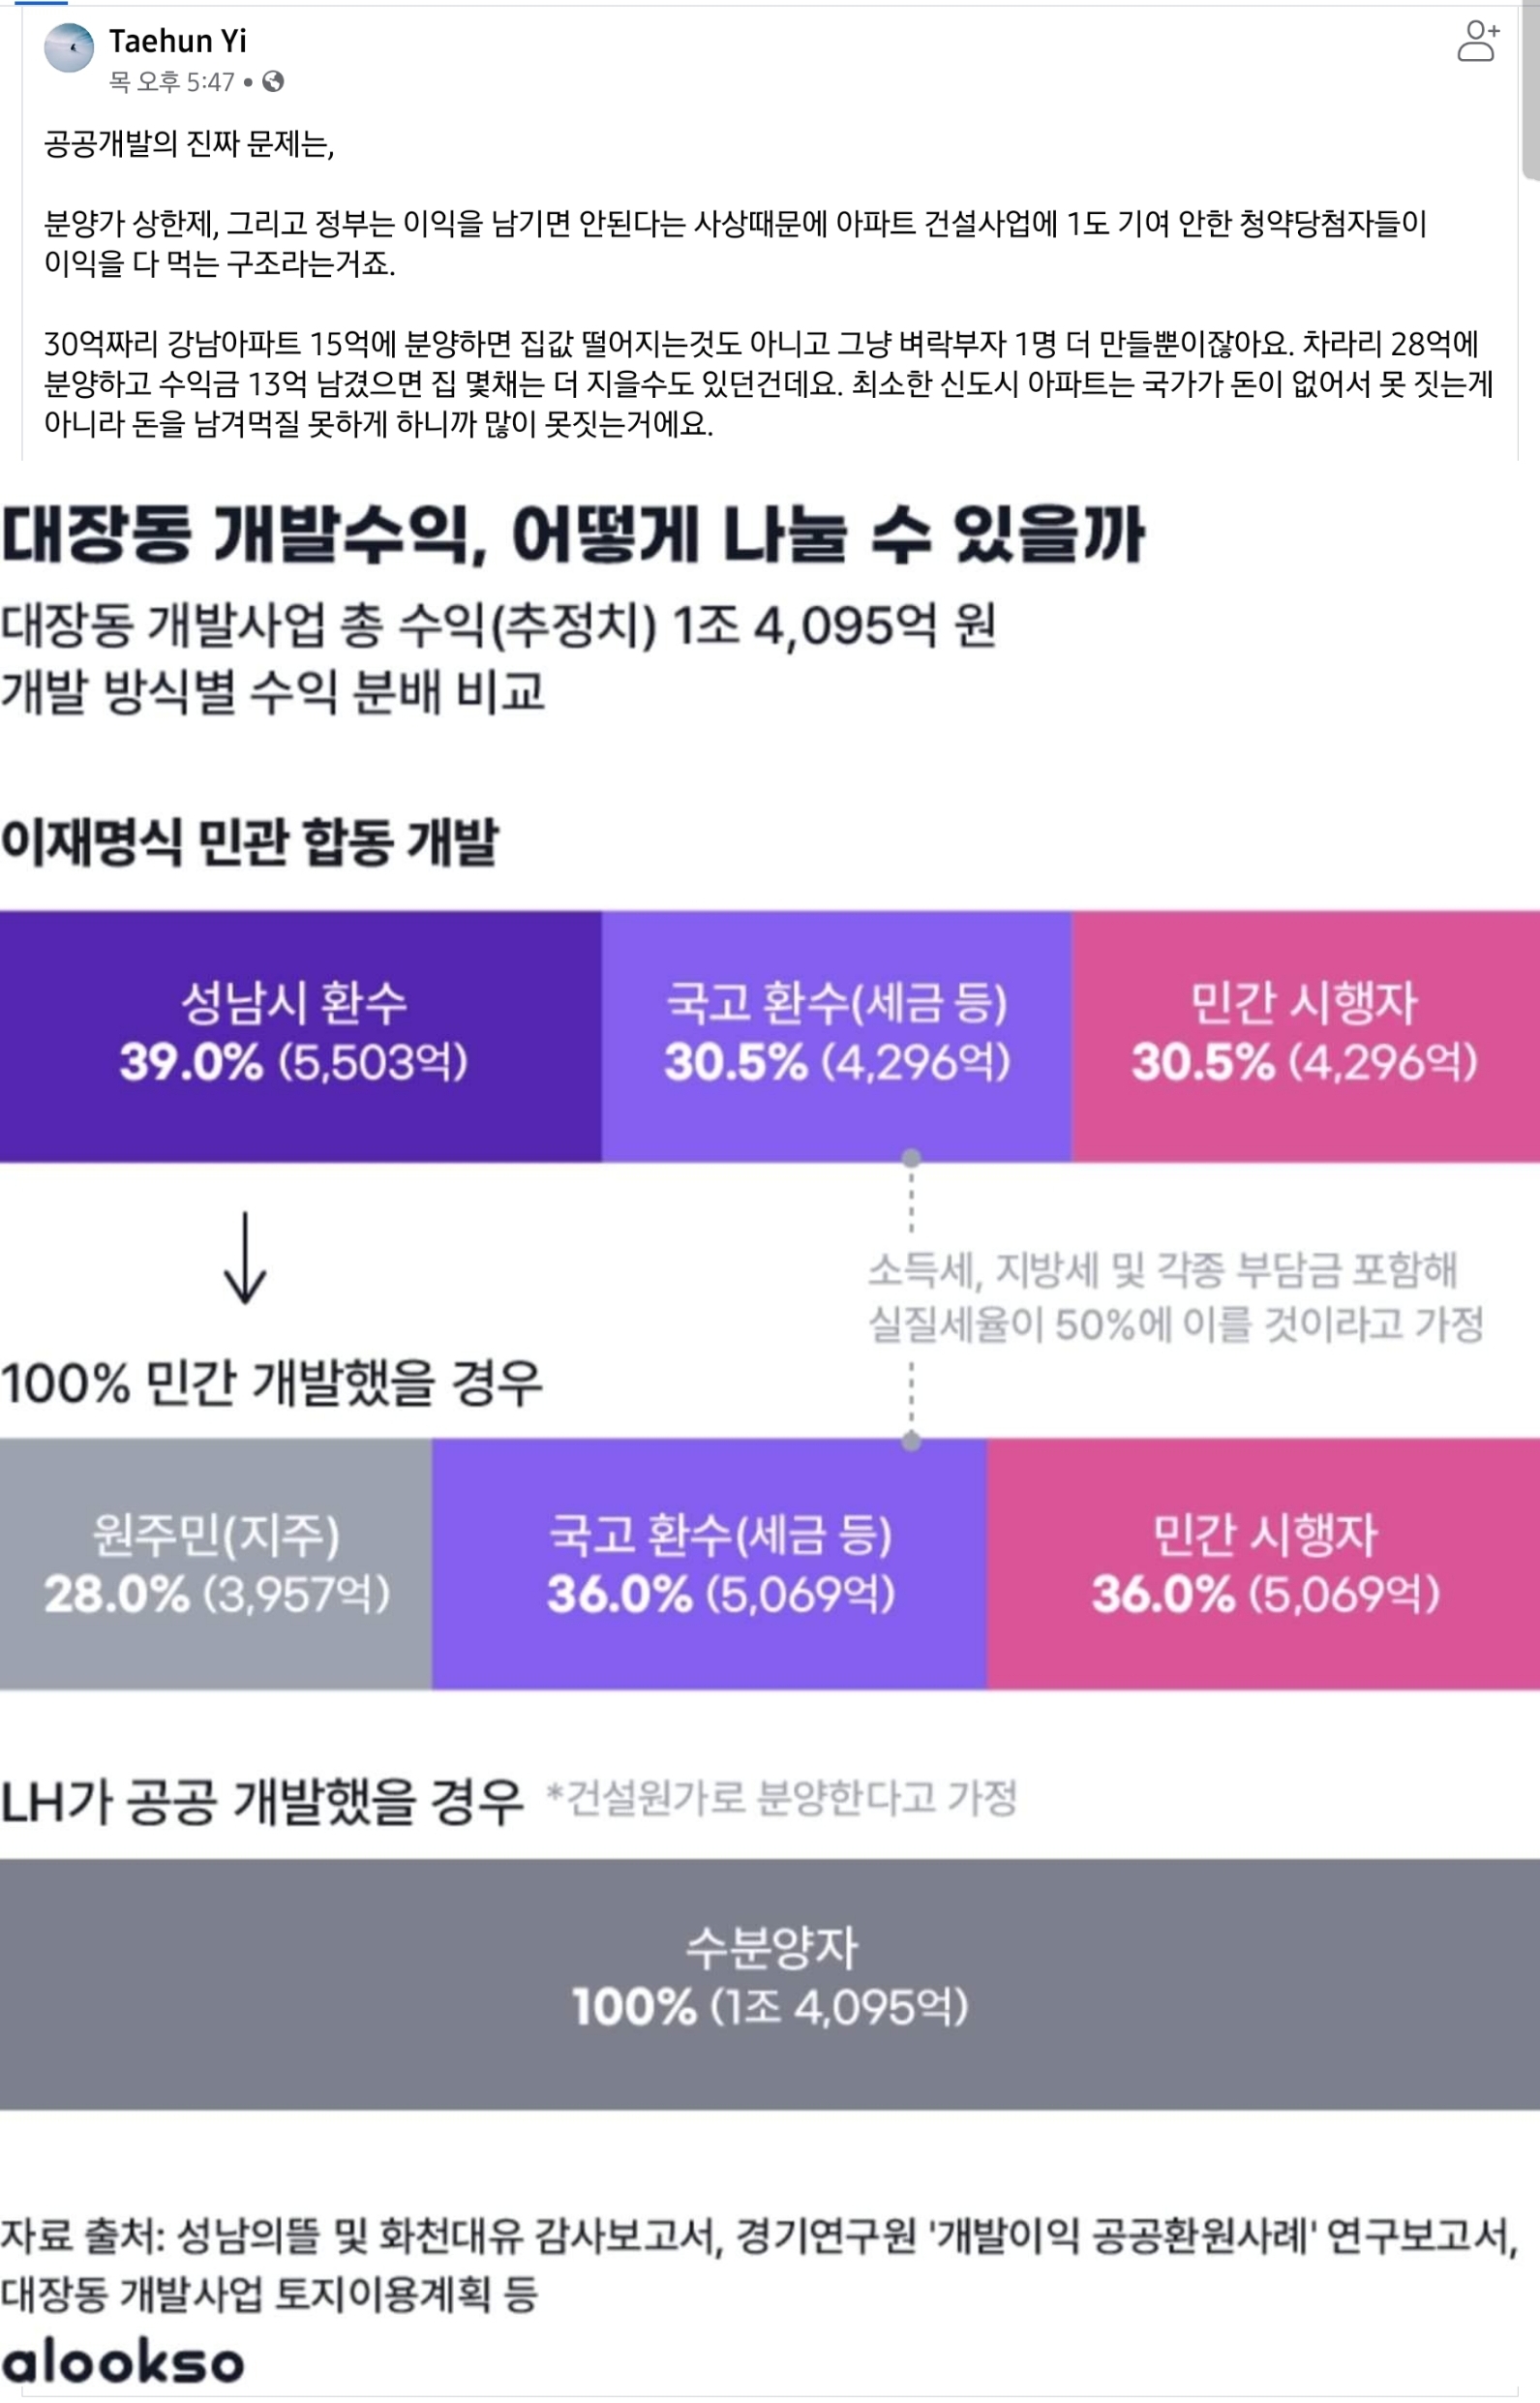 Taehun Yi
목 오후 5:47 •
공공개발의 진짜 문제는,
분양가 상한제, 그리고 정부는 이익을 남기면 안된다는 사상때문에 아파트 건설사업에 1도 기여 안한 청약당첨자들이
이익을 다 먹는 구조라는거죠.
30억짜리 강남아파트 15억에 분양하면 집값 떨어지는것도 아니고 그냥 벼락부자 1명 더 만들뿐이잖아요. 차라리 28억에
분양하고 수익금 13억 남겼으면 집 몇채는 더 지을수도 있던건데요. 최소한 신도시 아파트는 국가가 돈이 없어서 못 짓는게
아니라 돈을 남겨먹질 못하게 하니까 많이 못짓는거에요.
대장동 개발수익, 어떻게 나눌 수 있을까
대장동 개발사업 총 수익(추정치) 1조 4,095억 원
개발 방식별 수익 분배 비교
이재명식 민관 합동 개발
성남시 환수
39.0% (5,503억)
국고 환수(세금 등)
30.5% (4,296억)
민간 시행자
30.5% (4,296억)
소득세, 지방세 및 각종 부담금 포함해
실질세율이 50%에 이를 것이라고 가정
100% 민간 개발했을 경우
원주민(지주)
28.0% (3,957억)
국고 환수(세금 등)
36.0% (5,069억)
민간 시행자
36.0% (5,069억)
LH가 공공 개발했을 경우 *건설원가로 분양한다고 가정
수분양자
100% (1조 4,095억)
자료 출처: 성남의뜰 및 화천대유 감사보고서, 경기연구원 '개발이익 공공환원사례' 연구보고서,
대장동 개발사업 토지이용계획 등
alookso